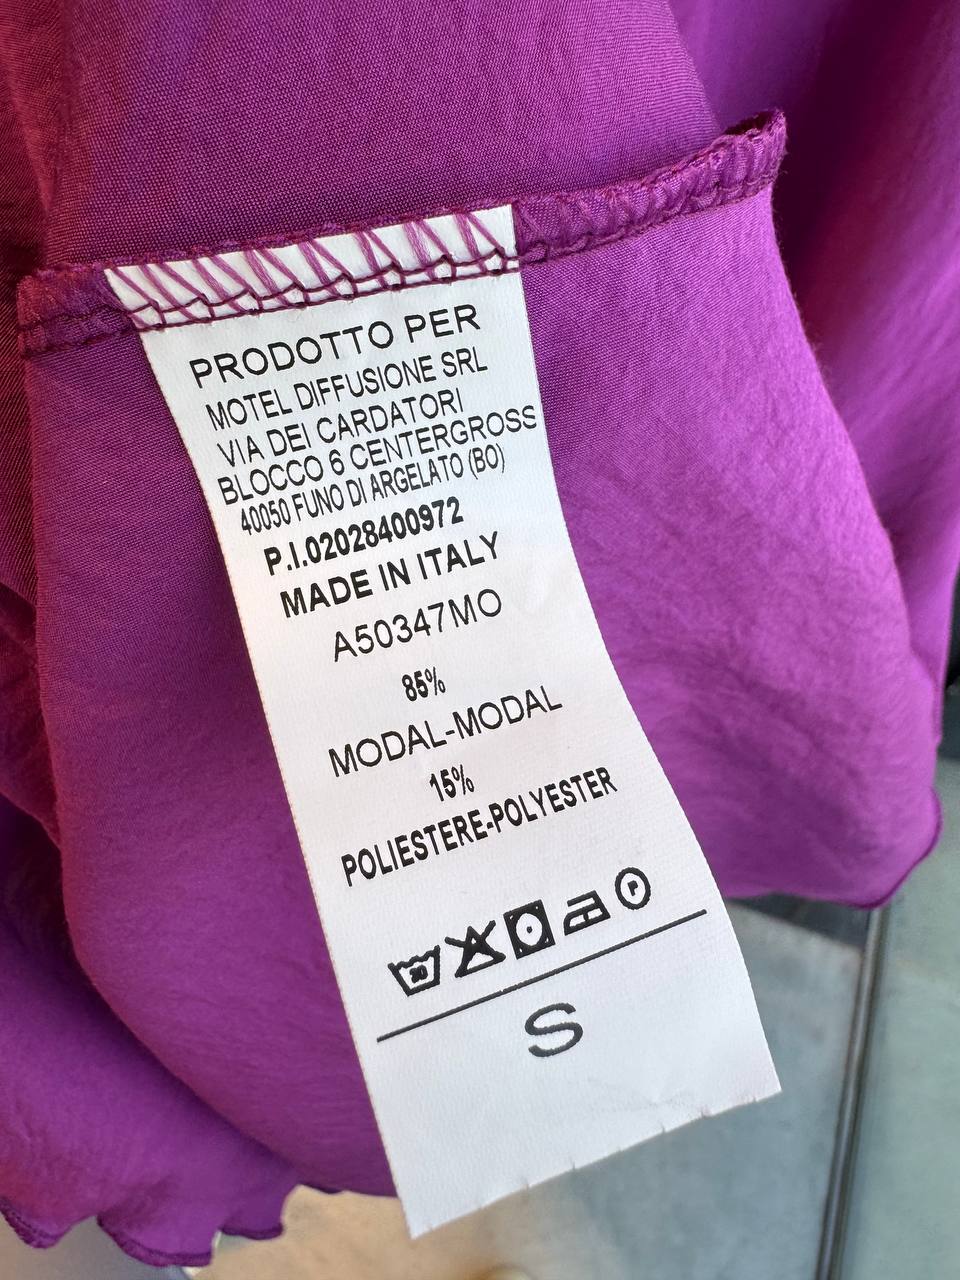 PRODOTTO PER
MOTEL DIFFUSIONE SRL
VIA DEI CARDATORI
BLOCCO 6 CENTERGROSS
40050 FUNO DI ARGELATO (BO)
P.I.02028400972
MADE IN ITALY
A50347MO
85%
MODAL-MODAL
15%
POLIESTERE-POLYESTER
30 P
S